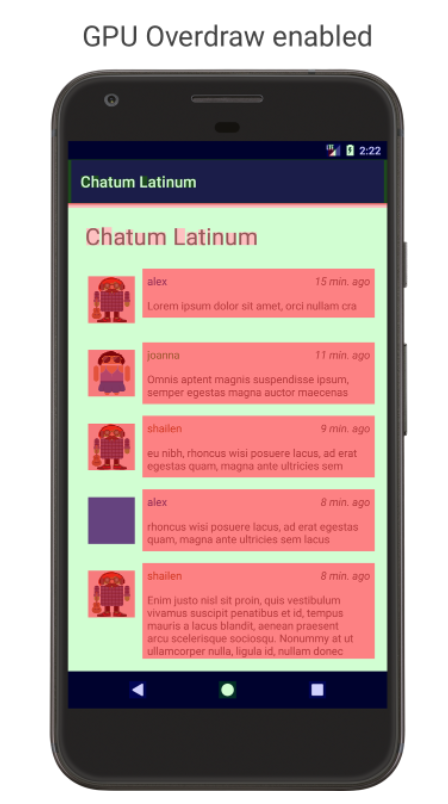 GPU Overdraw enabled
2:22
Chatum Latinum
Chatum Latinum
alex 15 min. ago
Lorem ipsum dolor sit amet, orci nullam cra
joanna 11 min. ago
Omnis aptent magnis suspendisse ipsum,
semper egestas magna auctor maecenas
shailen 9 min. ago
eu nibh, rhoncus wisi posuere lacus, ad erat
egestas quam, magna ante ultricies sem
alex 8 min. ago
rhoncus wisi posuere lacus, ad erat egestas
quam, magna ante ultricies sem lacus
shailen 8 min. ago
Enim justo nisl sit proin, quis vestibulum
vivamus suscipit penatibus et id, tempus
mauris a lacus blandit, aenean praesent
arcu scelerisque sociosqu. Nonummy at ut
ullamcorper nulla, ligula id, nullam donec